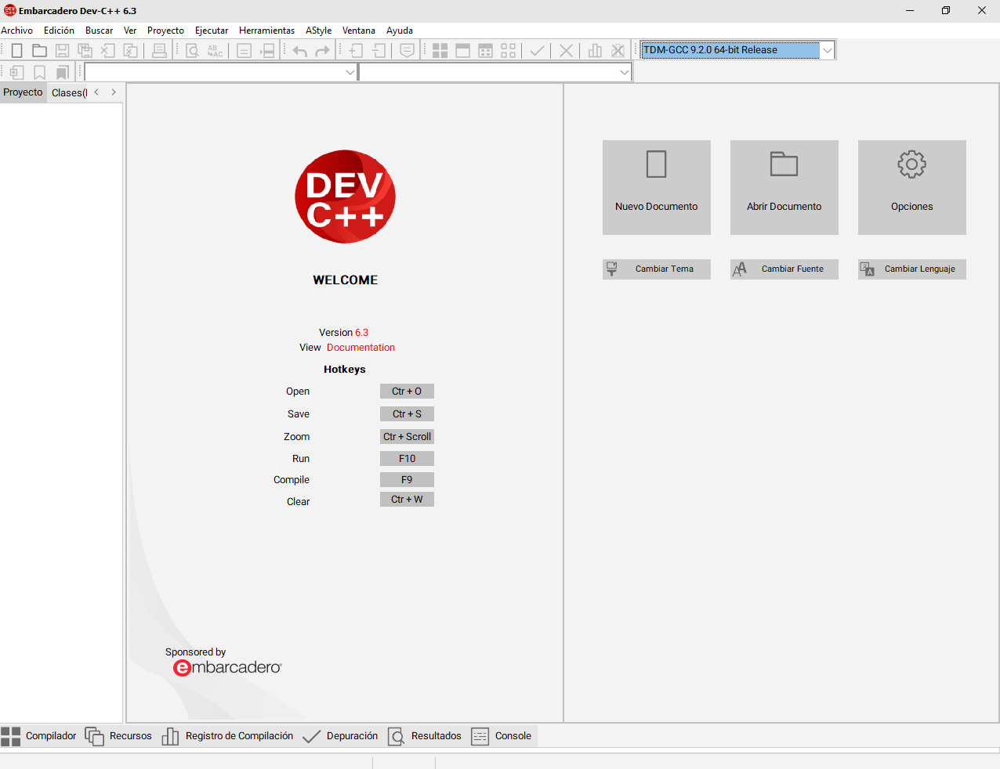 DEV C++ Embarcadero Dev-C++ 6.3
Archivo Edición Buscar Ver Proyecto Ejecutar Herramientas AStyle Ventana Ayuda
AB AC
TDM-GCC 9.2.0 64-bit Release
Proyecto Clases(
DEV
C++
WELCOME
Version 6.3
View Documentation
Hotkeys
Open Ctr + O
Save Ctr + S
Zoom Ctr + Scroll
Run F10
Compile F9
Clear Ctr + W
Sponsored by
embarcadero
Nuevo Documento
Abrir Documento
Opciones
Cambiar Tema
Cambiar Fuente
Cambiar Lenguaje
Compilador Recursos Registro de Compilación Depuración Resultados Console